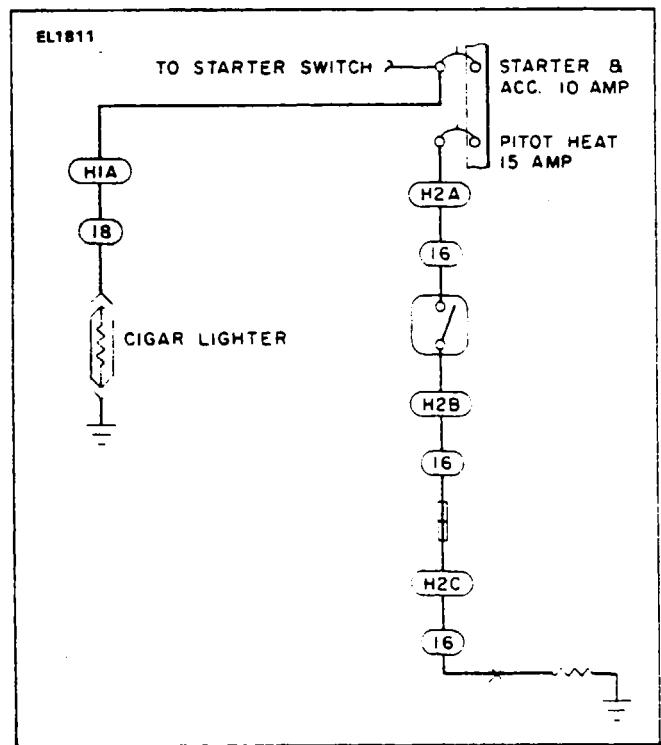 EL1811
TO STARTER SWITCH
STARTER &
ACC. 10 AMP
PITOT HEAT
15 AMP
H1A
H2A
18
16
CIGAR LIGHTER
H2B
16
H2C
16